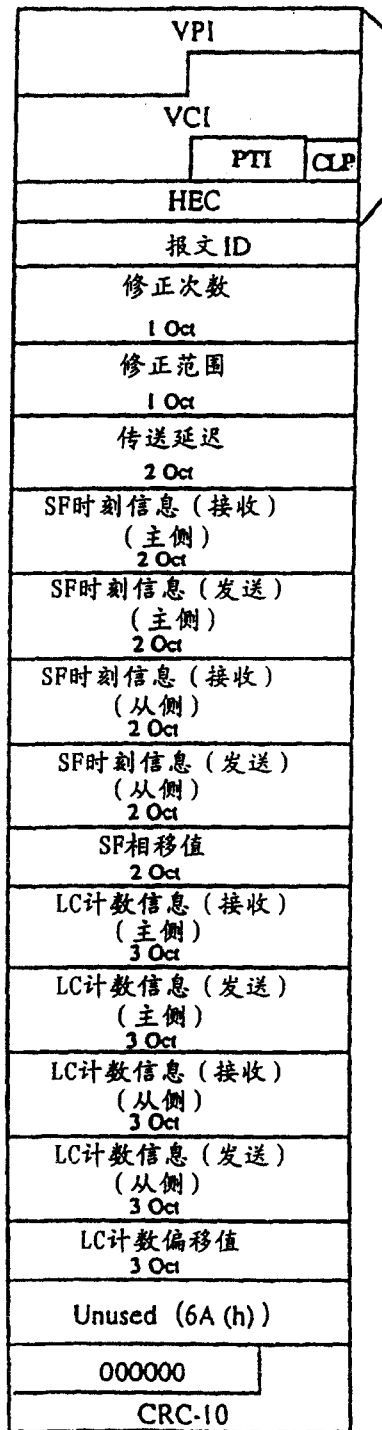 VPI
VCI
PTI CLP
HEC
报文ID
修正次数
1 Oct
修正范围
1 Oct
传送延迟
2 Oct
SF时刻信息（接收）
（主侧）
2 Oct
SF时刻信息（发送）
（主侧）
2 Oct
SF时刻信息（接收）
（从侧）
2 Oct
SF时刻信息（发送）
（从侧）
2 Oct
SF相移值
2 Oct
LC计数信息（接收）
（主侧）
3 Oct
LC计数信息（发送）
（主侧）
3 Oct
LC计数信息（接收）
（从侧）
3 Oct
LC计数信息（发送）
（从侧）
3 Oct
LC计数偏移值
3 Oct
Unused (6A (h))
000000
CRC-10